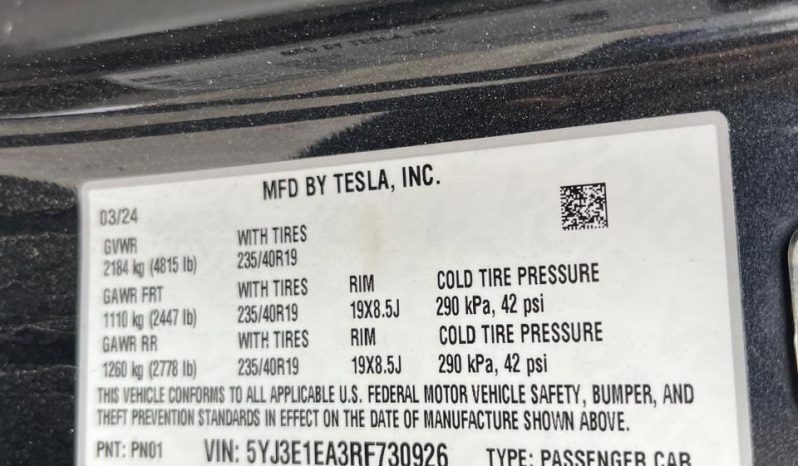 MFD BY TESLA, INC.
03/24
GVWR WITH TIRES
2184 kg (4815 lb) 235/40R19
GAWR FRT WITH TIRES RIM COLD TIRE PRESSURE
1110 kg (2447 lb) 235/40R19 19X8.5J 290 kPa, 42 psi
GAWR RR WITH TIRES RIM COLD TIRE PRESSURE
1260 kg (2778 lb) 235/40R19 19X8.5J 290 kPa, 42 psi
THIS VEHICLE CONFORMS TO ALL APPLICABLE U.S. FEDERAL MOTOR VEHICLE SAFETY, BUMPER, AND
THEFT PREVENTION STANDARDS IN EFFECT ON THE DATE OF MANUFACTURE SHOWN ABOVE.
PNT: PN01 VIN: 5YJ3E1EA3RF730926 TYPE: PASSENGER CAR